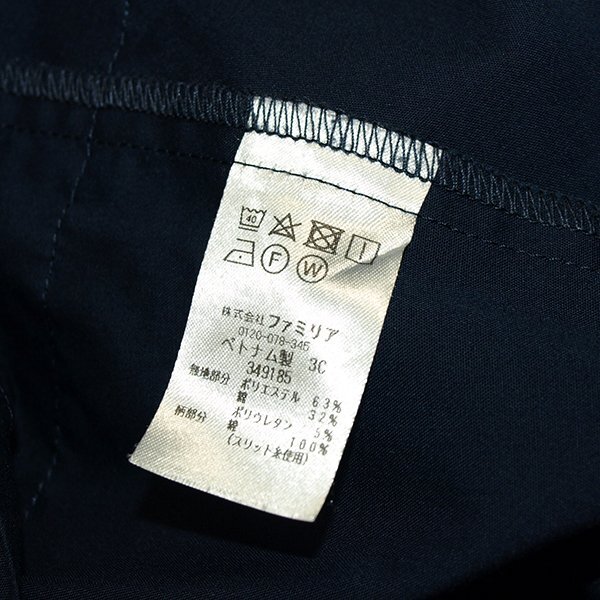 40
F W
株式会社ファミリア
0120-078-345
ベトナム製 3C
349185
無地部分 ポリエステル 63%
綿 32%
ポリウレタン 5%
柄部分 綿 100%
(スリット糸使用)